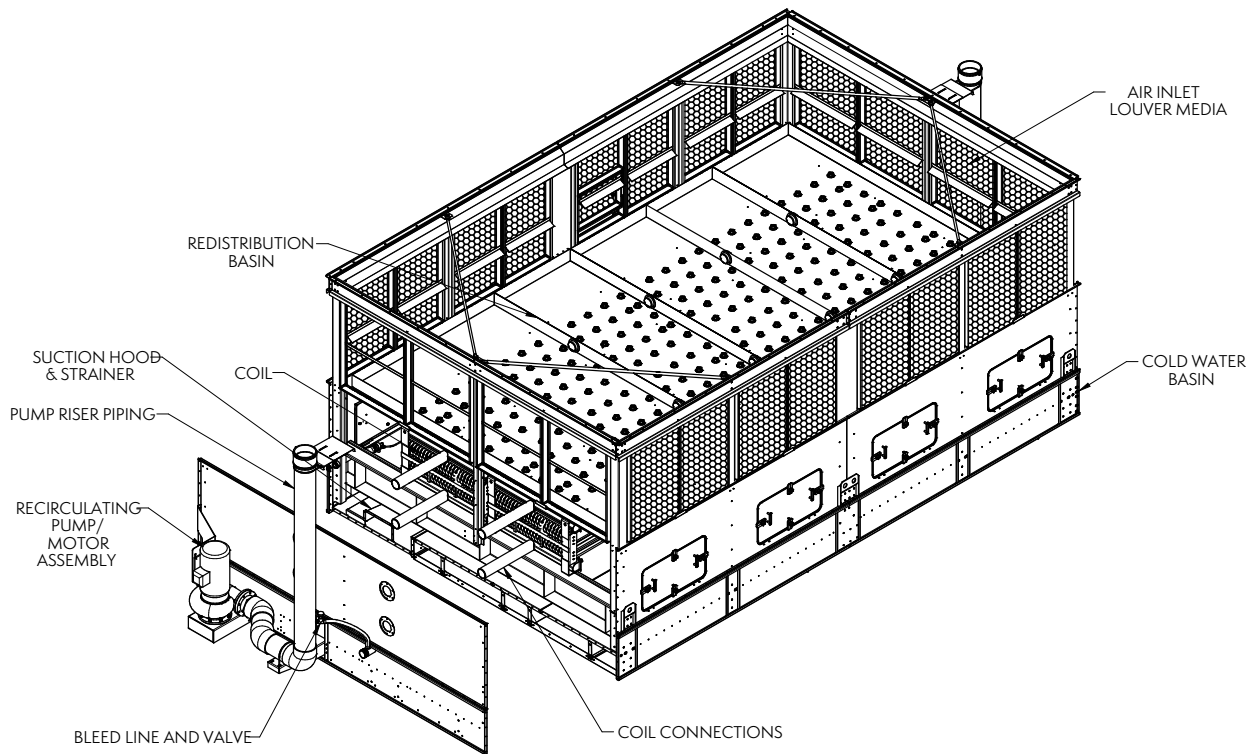 AIR INLET
LOUVER MEDIA
REDISTRIBUTION
BASIN
SUCTION HOOD
& STRAINER
COIL
COLD WATER
BASIN
PUMP RISER PIPING
RECIRCULATING
PUMP/
MOTOR
ASSEMBLY
BLEED LINE AND VALVE
COIL CONNECTIONS